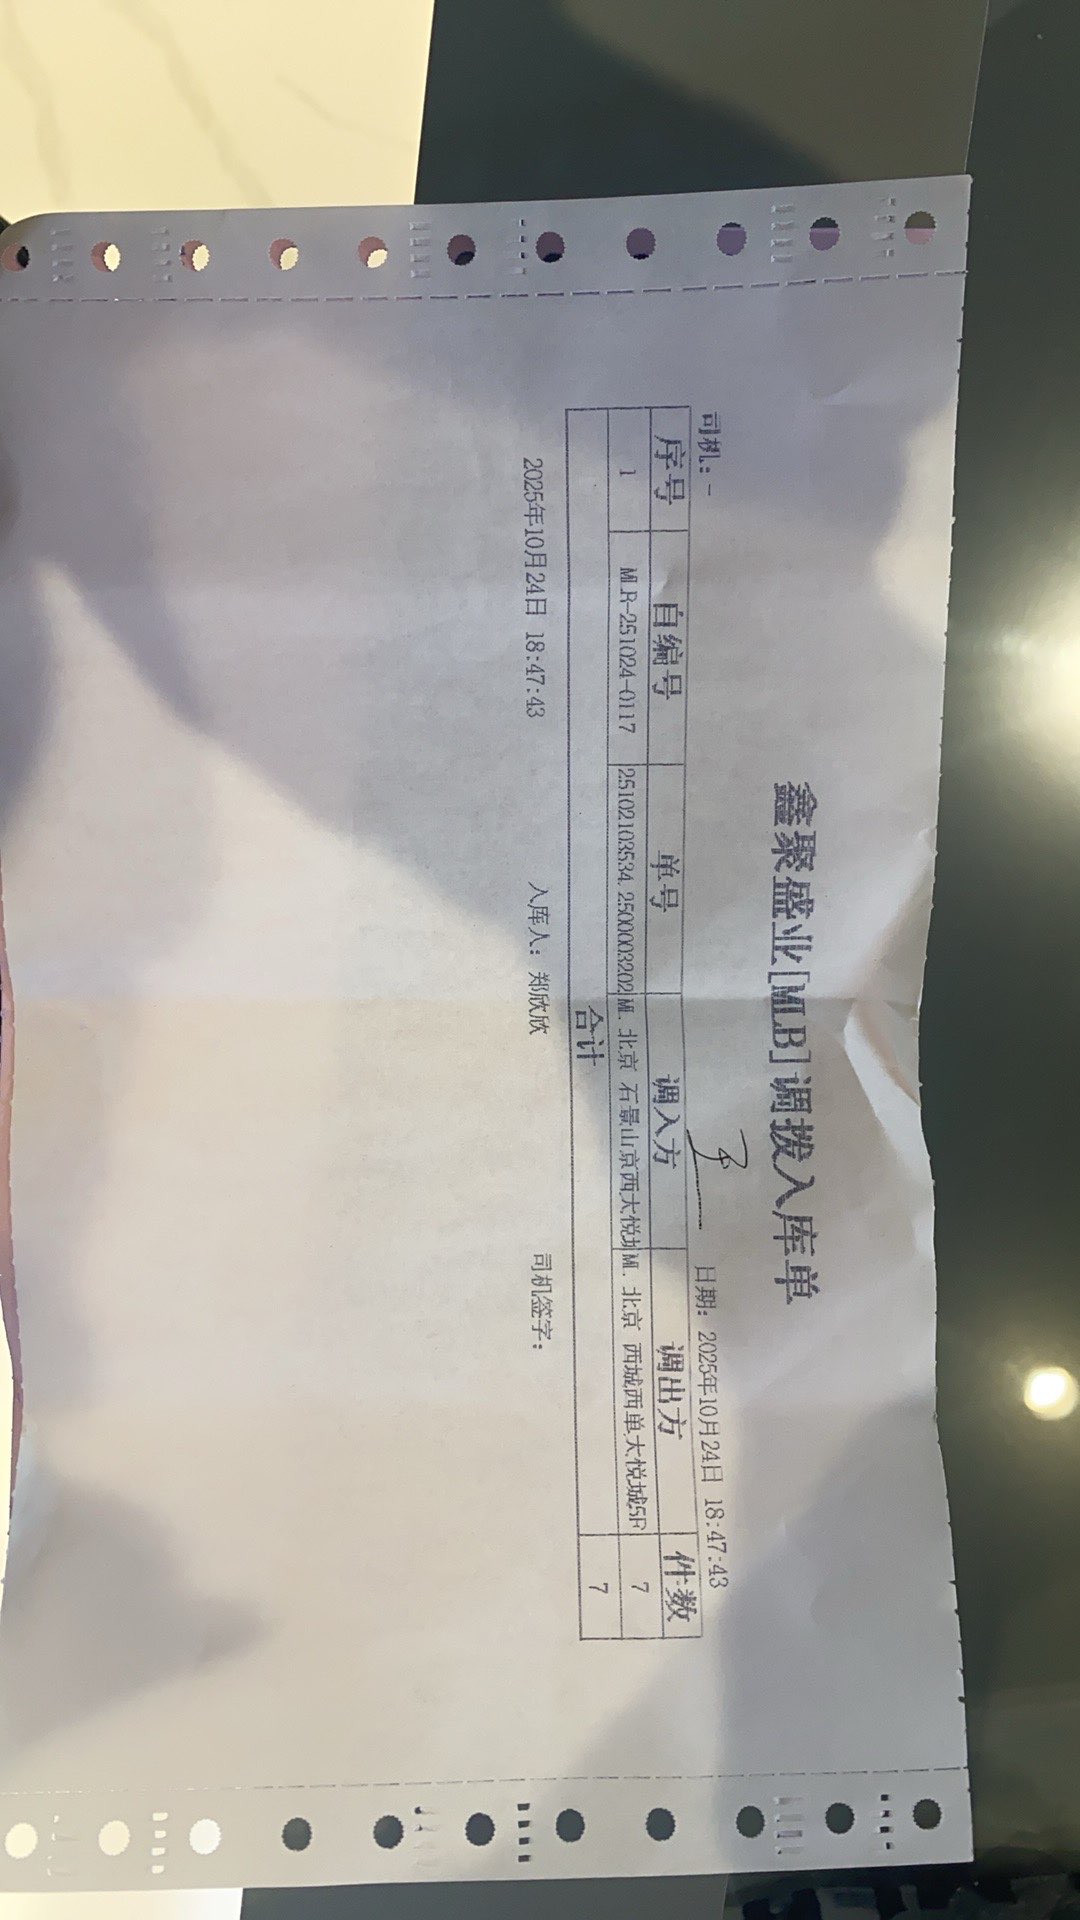 鑫聚盛业[MLB]调拨入库单
司机：- 日期：2025年10月24日 18:47:43
序号 自编号 单号 调入方 调出方 件数
1 MLR-251024-0117 25102103534.2500003202 ML. 北京 石景山京西大悦城 ML. 北京 西城西单大悦城5F 7
合计 7
2025年10月24日 18:47:43 入库人：郑欣欣 司机签字：